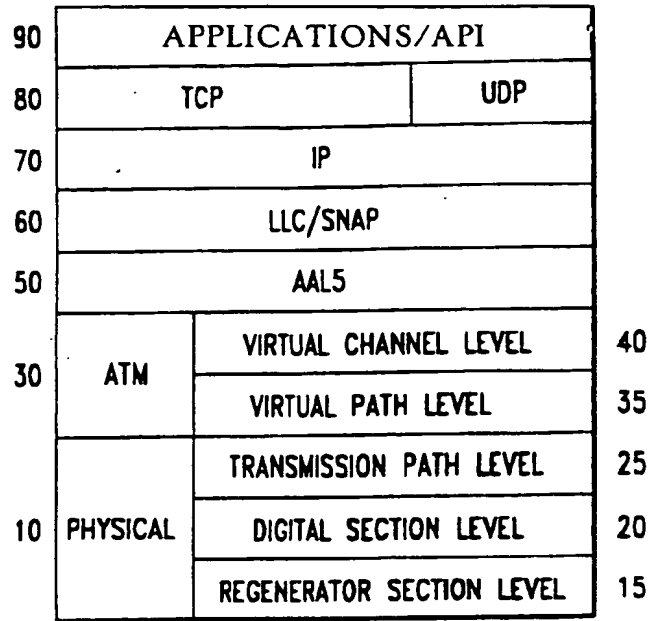 90 APPLICATIONS/API
80 TCP UDP
70 IP
60 LLC/SNAP
50 AAL5
VIRTUAL CHANNEL LEVEL 40
30 ATM
VIRTUAL PATH LEVEL 35
TRANSMISSION PATH LEVEL 25
10 PHYSICAL DIGITAL SECTION LEVEL 20
REGENERATOR SECTION LEVEL 15